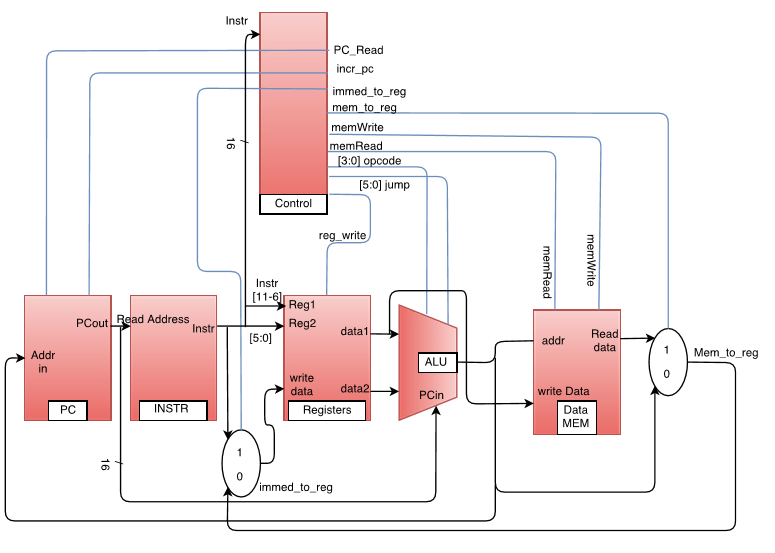 Instr
PC_Read
incr_pc
immed_to_reg
mem_to_reg
memWrite
memRead
[3:0] opcode
[5:0] jump
16
Control
reg_write
memRead
memWrite
Instr
[11-6]
PCout
Read Address
Instr
[5:0]
Reg1
Reg2
data1
Addr
in
write
data
data2
PC
INSTR
Registers
ALU
PCin
addr
Read
data
write Data
Data
MEM
1
0
Mem_to_reg
16
1
0
immed_to_reg